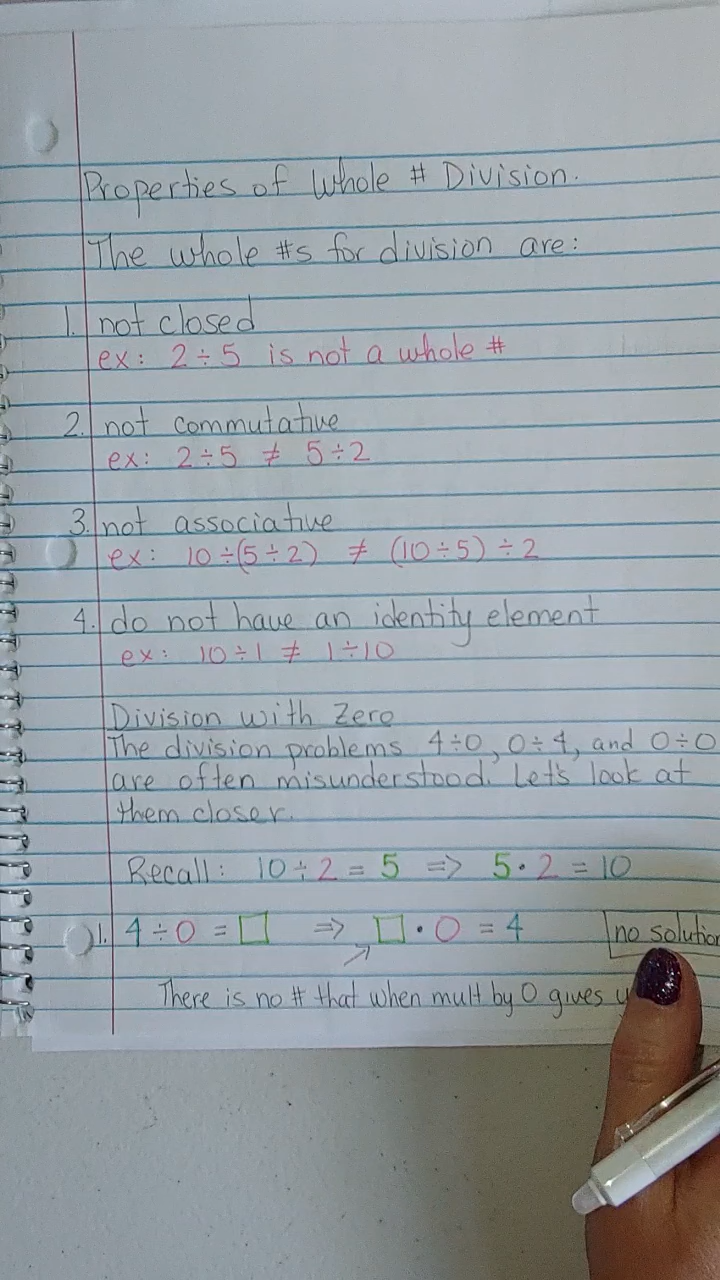 Properties of Whole # Division.
The whole #s for division are:
1. not closed
ex: 2 ÷ 5 is not a whole #
2. not commutative
ex: 2 ÷ 5 ≠ 5 ÷ 2
3. not associative
ex: 10 ÷ (5 ÷ 2) ≠ (10 ÷ 5) ÷ 2
4. do not have an identity element
ex: 10 ÷ 1 ≠ 1 ÷ 10
Division with Zero
The division problems 4 ÷ 0, 0 ÷ 4, and 0 ÷ 0
are often misunderstood. Let's look at
them closer.
Recall: 10 ÷ 2 = 5 => 5 · 2 = 10
1. 4 ÷ 0 = □ => □ · 0 = 4 no solution
There is no # that when mult by 0 gives